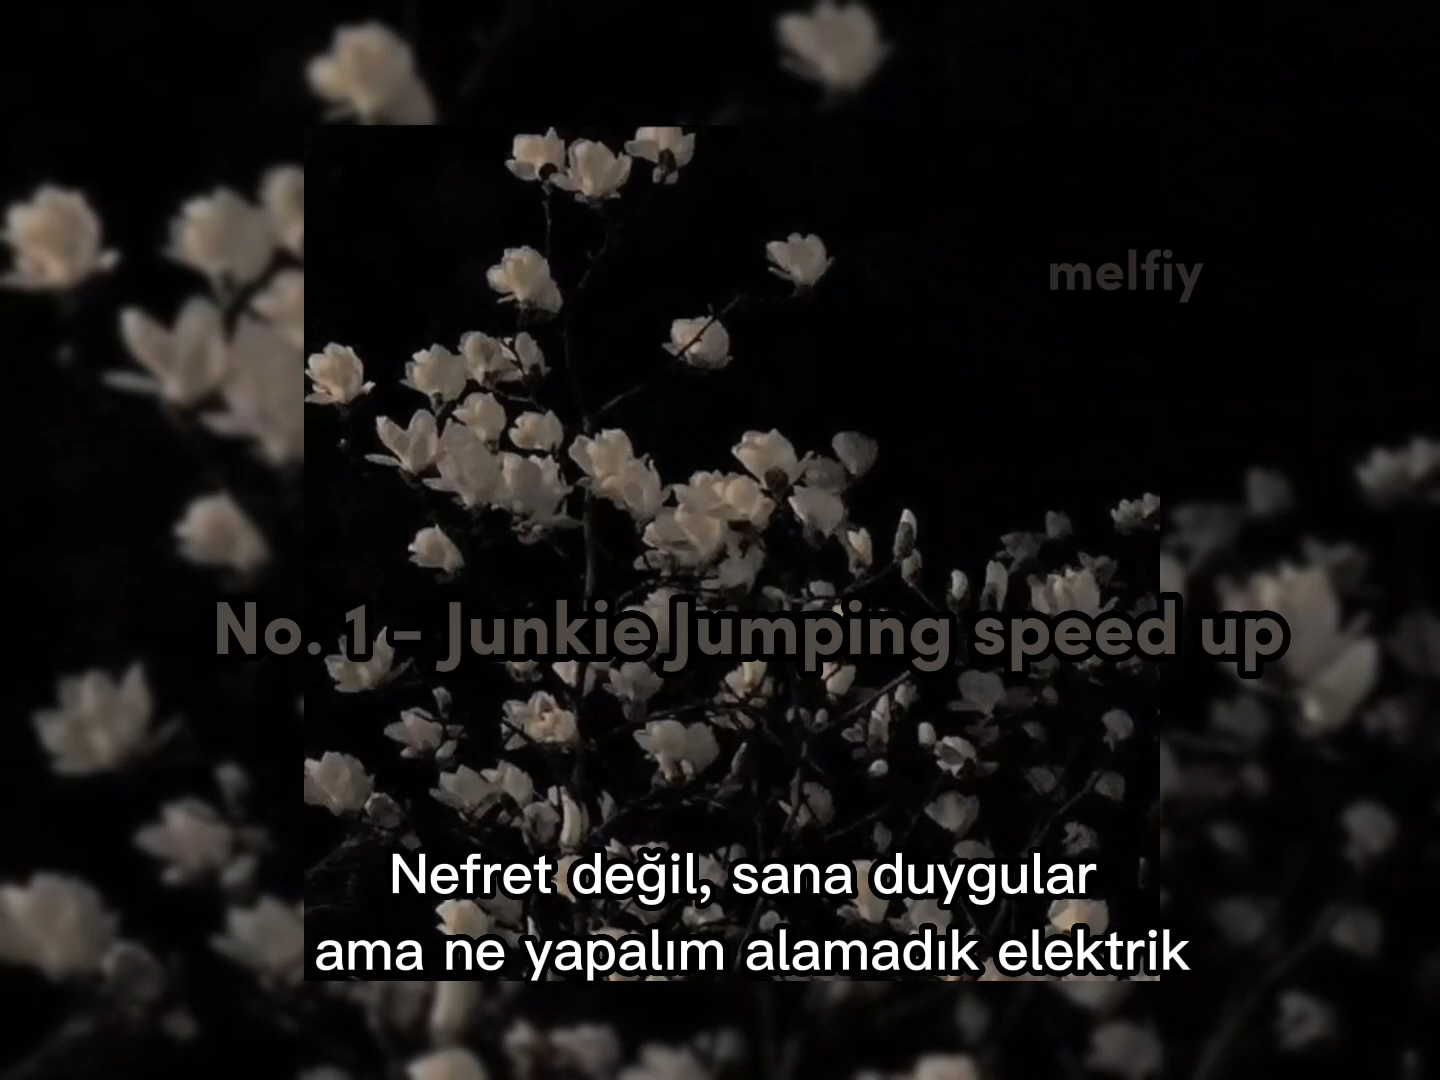 melfiy
No. 1 - Junkie Jumping speed up
Nefret değil, sana duygular
ama ne yapalım alamadık elektrik